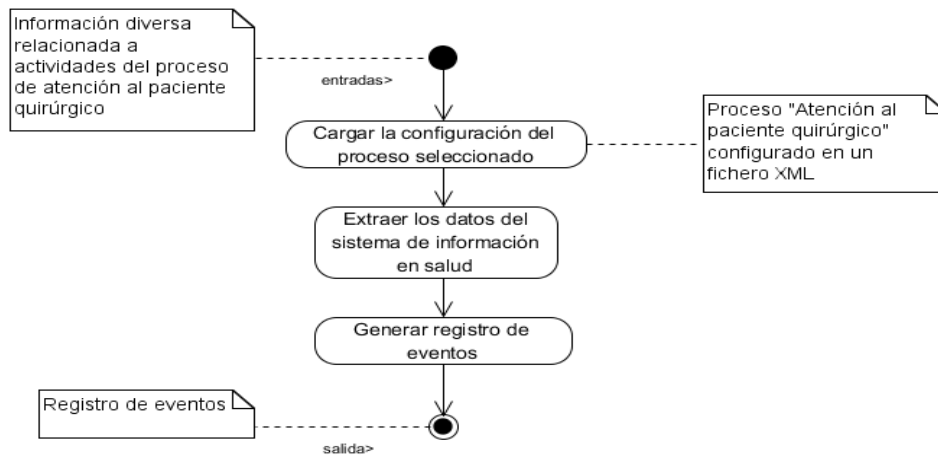 Información diversa
relacionada a
actividades del proceso
de atención al paciente
quirúrgico
entradas>
Cargar la configuración del
proceso seleccionado
Proceso "Atención al
paciente quirúrgico"
configurado en un
fichero XML
Extraer los datos del
sistema de información
en salud
Generar registro de
eventos
Registro de eventos
salida>